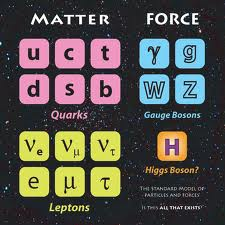 MATTER FORCE
u c t γ g
d s b W Z
Quarks Gauge Bosons
νe νμ ντ H
e μ τ Higgs Boson?
THE STANDARD MODEL OF
PARTICLES AND FORCES
Leptons IS THIS ALL THAT EXISTS?